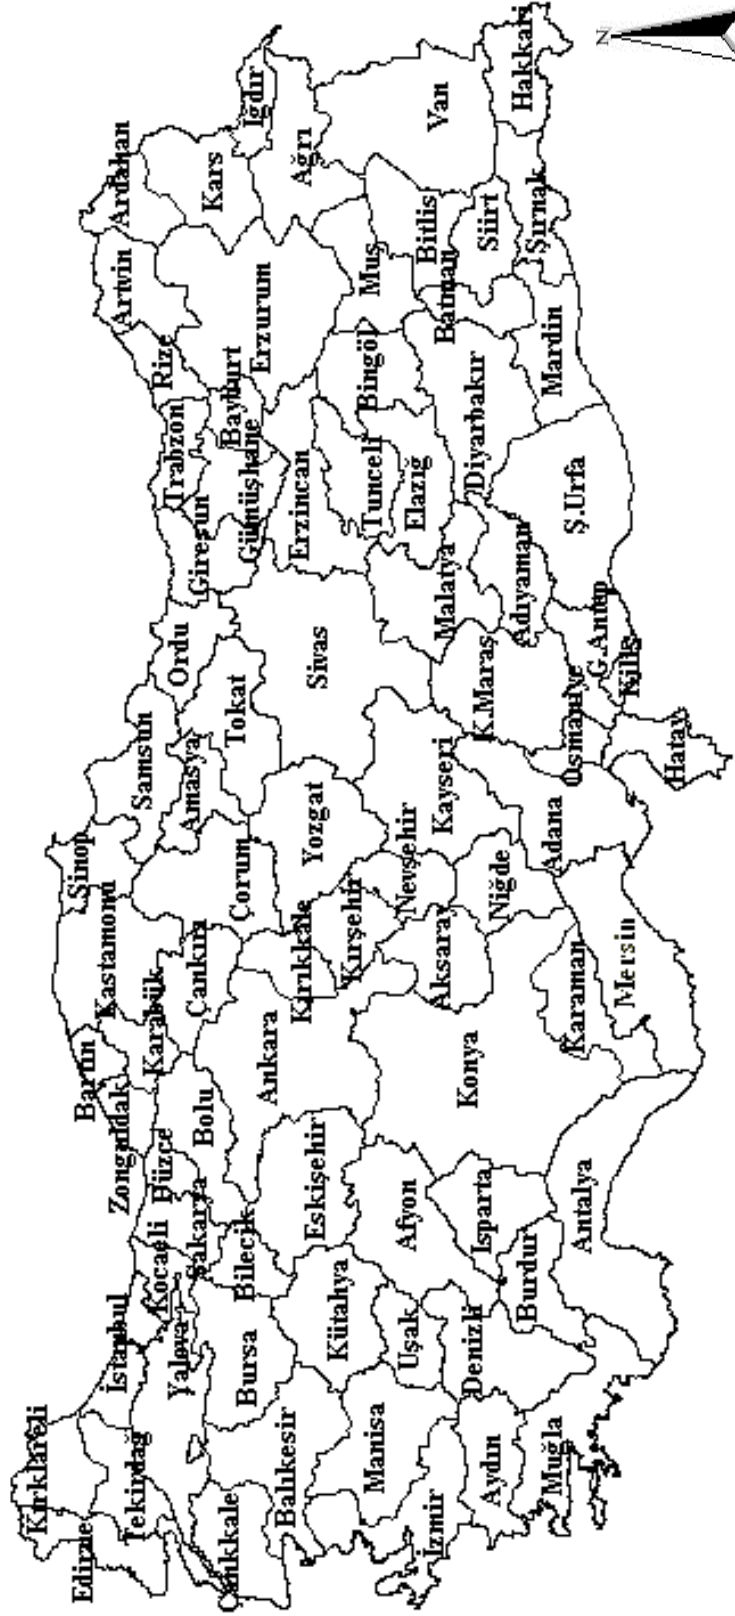 Kırklareli
Edirne
Tekirdağ
İstanbul
Kocaeli
Yalova
Sakarya
Düzce
Zonguldak
Bartın
Karabük
Kastamonu
Sinop
Samsun
Amasya
Ordu
Giresun
Trabzon
Rize
Artvin
Ardahan
Kars
Iğdır
Ağrı
Erzurum
Bayburt
Gümüşhane
Tokat
Çorum
Çankırı
Bolu
Bilecik
Bursa
Balıkesir
Kütahya
Eskişehir
Ankara
Kırıkkale
Kırşehir
Yozgat
Sivas
Erzincan
Tunceli
Bingöl
Muş
Bitlis
Van
Hakkari
Şırnak
Siirt
Batman
Diyarbakır
Elazığ
Malatya
Kayseri
Nevşehir
Aksaray
Niğde
Konya
Afyon
Uşak
Manisa
İzmir
Aydın
Denizli
Isparta
Burdur
Muğla
Antalya
Karaman
Mersin
Adana
Osmaniye
K.Maraş
Adıyaman
G.Antep
Kilis
Hatay
Ş.Urfa
Mardin
N